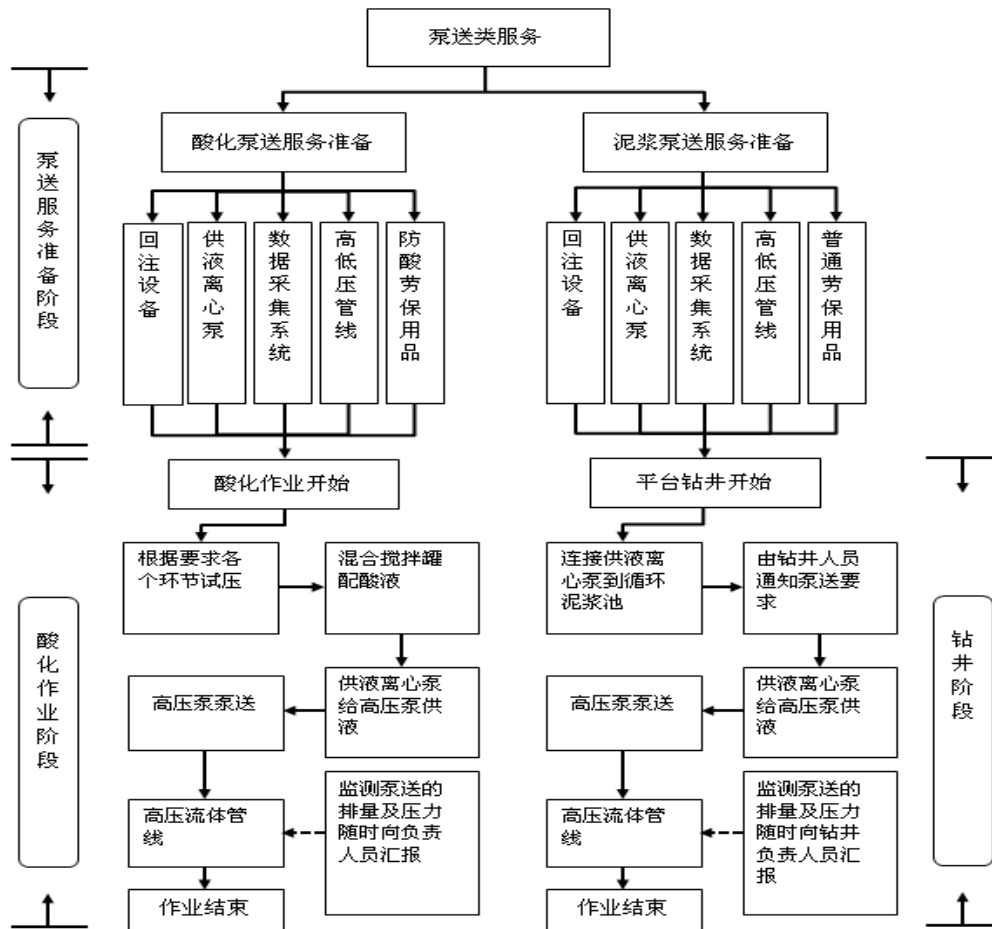 泵送类服务
酸化泵送服务准备
泥浆泵送服务准备
泵送服务准备阶段
回注设备
供液离心泵
数据采集系统
高低压管线
防酸劳保用品
回注设备
供液离心泵
数据采集系统
高低压管线
普通劳保用品
酸化作业开始
平台钻井开始
酸化作业阶段
根据要求各
个环节试压
混合搅拌罐
配酸液
连接供液离
心泵到循环
泥浆池
由钻井人员
通知泵送要
求
钻井阶段
高压泵泵送
供液离心泵
给高压泵供
液
高压泵泵送
供液离心泵
给高压泵供
液
高压流体管
线
监测泵送的
排量及压力
随时向负责
人员汇报
高压流体管
线
监测泵送的
排量及压力
随时向钻井
负责人员汇
报
作业结束
作业结束